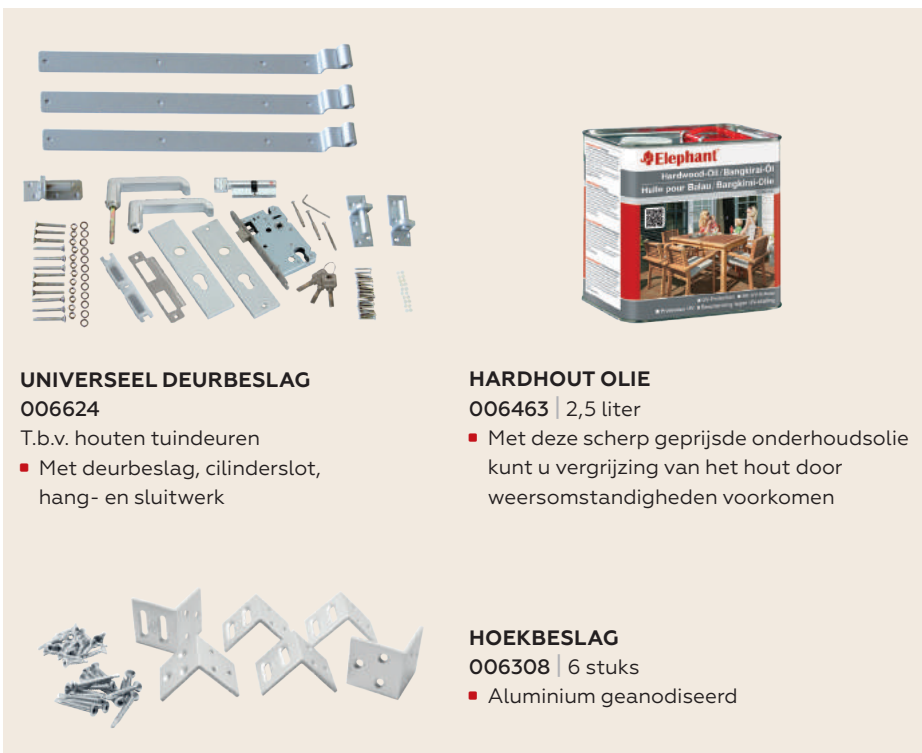 Elephant
Hardwood-Öl / Bangkirai-Öl
Huile pour Balau / Bangkirai-Olie
UNIVERSEEL DEURBESLAG
006624
T.b.v. houten tuindeuren
Met deurbeslag, cilinderslot,
hang- en sluitwerk
HARDHOUT OLIE
006463 | 2,5 liter
Met deze scherp geprijsde onderhoudsolie
kunt u vergrijzing van het hout door
weersomstandigheden voorkomen
HOEKBESLAG
006308 | 6 stuks
Aluminium geanodiseerd